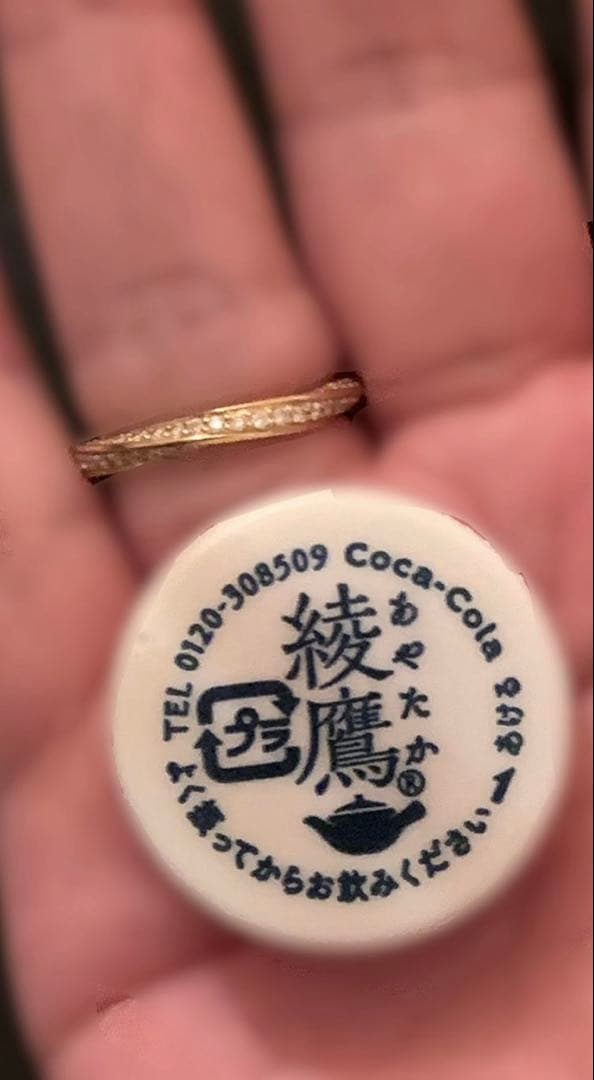 綾鷹
あやたか®
プラ
TEL 0120-308509 Coca-Cola
あける
よく振ってからお飲みください